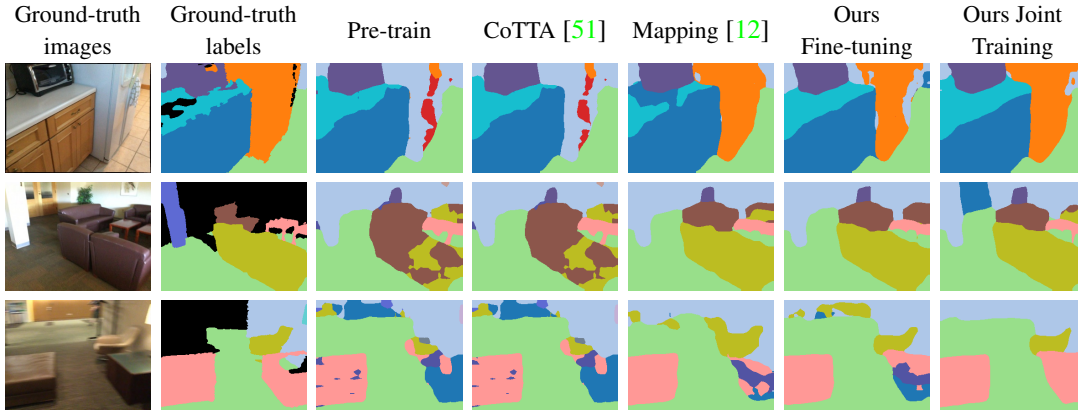 Ground-truth
images
Ground-truth
labels
Pre-train
CoTTA [51]
Mapping [12]
Ours
Fine-tuning
Ours Joint
Training